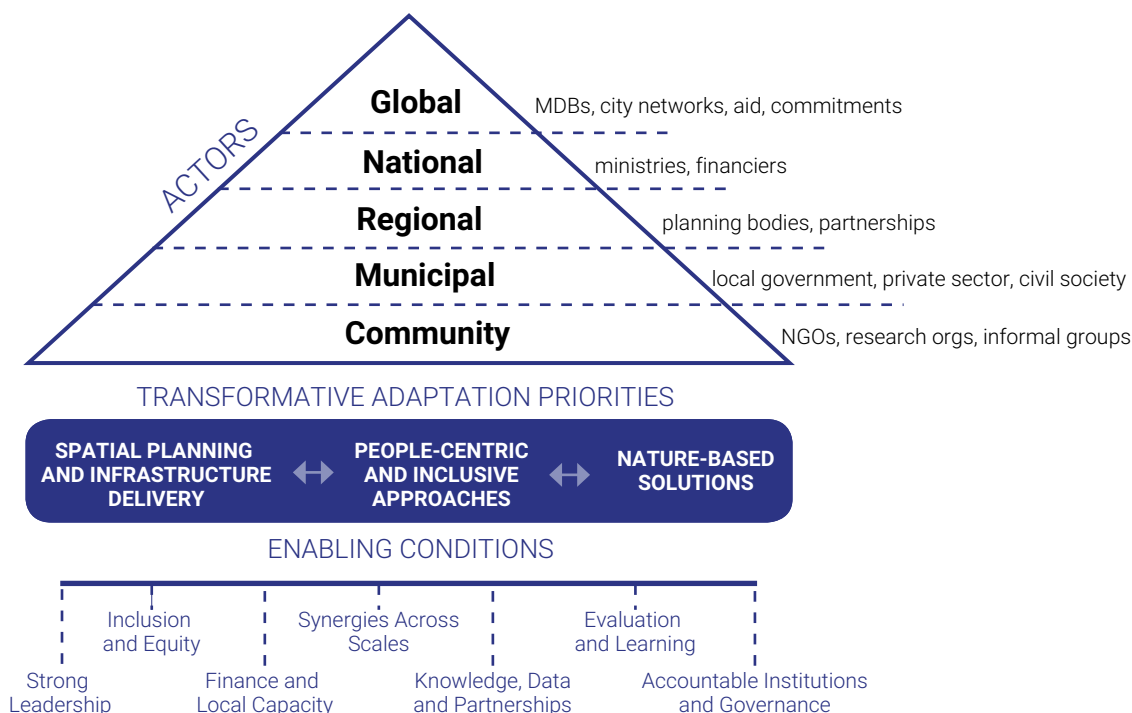 ACTORS
Global
MDBs, city networks, aid, commitments
National
ministries, financiers
Regional
planning bodies, partnerships
Municipal
local government, private sector, civil society
Community
NGOs, research orgs, informal groups
TRANSFORMATIVE ADAPTATION PRIORITIES
SPATIAL PLANNING
AND INFRASTRUCTURE
DELIVERY
PEOPLE-CENTRIC
AND INCLUSIVE
APPROACHES
NATURE-BASED
SOLUTIONS
ENABLING CONDITIONS
Strong
Leadership
Inclusion
and Equity
Finance and
Local Capacity
Synergies Across
Scales
Knowledge, Data
and Partnerships
Evaluation
and Learning
Accountable Institutions
and Governance